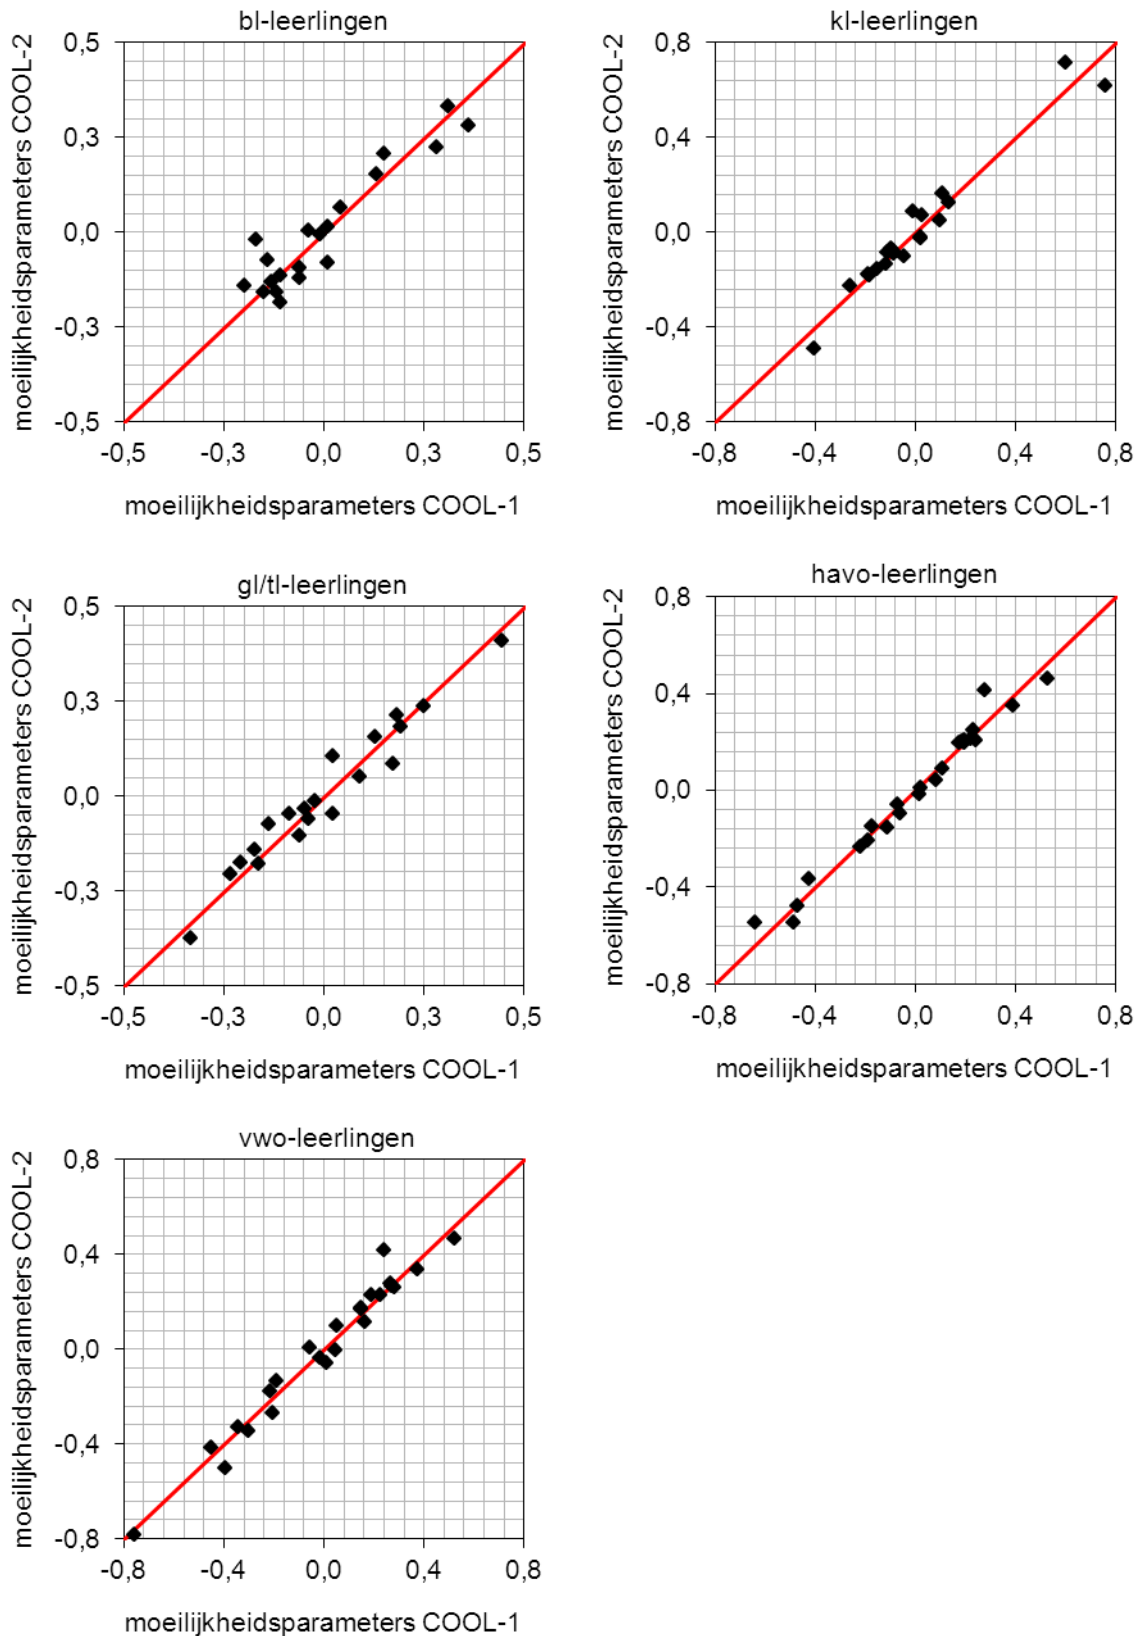 bl-leerlingen
moeilijkheidsparameters COOL-2
0,5
0,3
0,0
-0,3
-0,5
-0,5 -0,3 0,0 0,3 0,5
moeilijkheidsparameters COOL-1
kl-leerlingen
moeilijkheidsparameters COOL-2
0,8
0,4
0,0
-0,4
-0,8
-0,8 -0,4 0,0 0,4 0,8
moeilijkheidsparameters COOL-1
gl/tl-leerlingen
moeilijkheidsparameters COOL-2
0,5
0,3
0,0
-0,3
-0,5
-0,5 -0,3 0,0 0,3 0,5
moeilijkheidsparameters COOL-1
havo-leerlingen
moeilijkheidsparameters COOL-2
0,8
0,4
0,0
-0,4
-0,8
-0,8 -0,4 0,0 0,4 0,8
moeilijkheidsparameters COOL-1
vwo-leerlingen
moeilijkheidsparameters COOL-2
0,8
0,4
0,0
-0,4
-0,8
-0,8 -0,4 0,0 0,4 0,8
moeilijkheidsparameters COOL-1